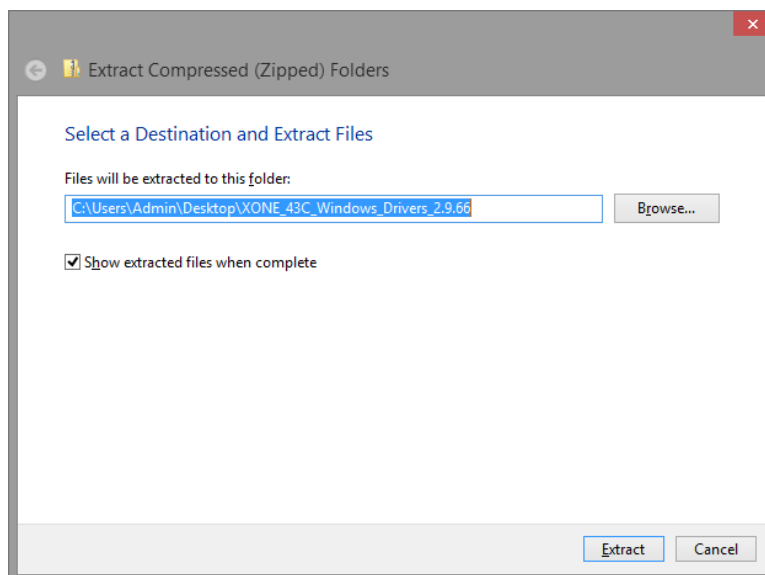 Extract Compressed (Zipped) Folders
Select a Destination and Extract Files
Files will be extracted to this folder:
C:\Users\Admin\Desktop\XONE_43C_Windows_Drivers_2.9.66
Browse...
Show extracted files when complete
Extract
Cancel